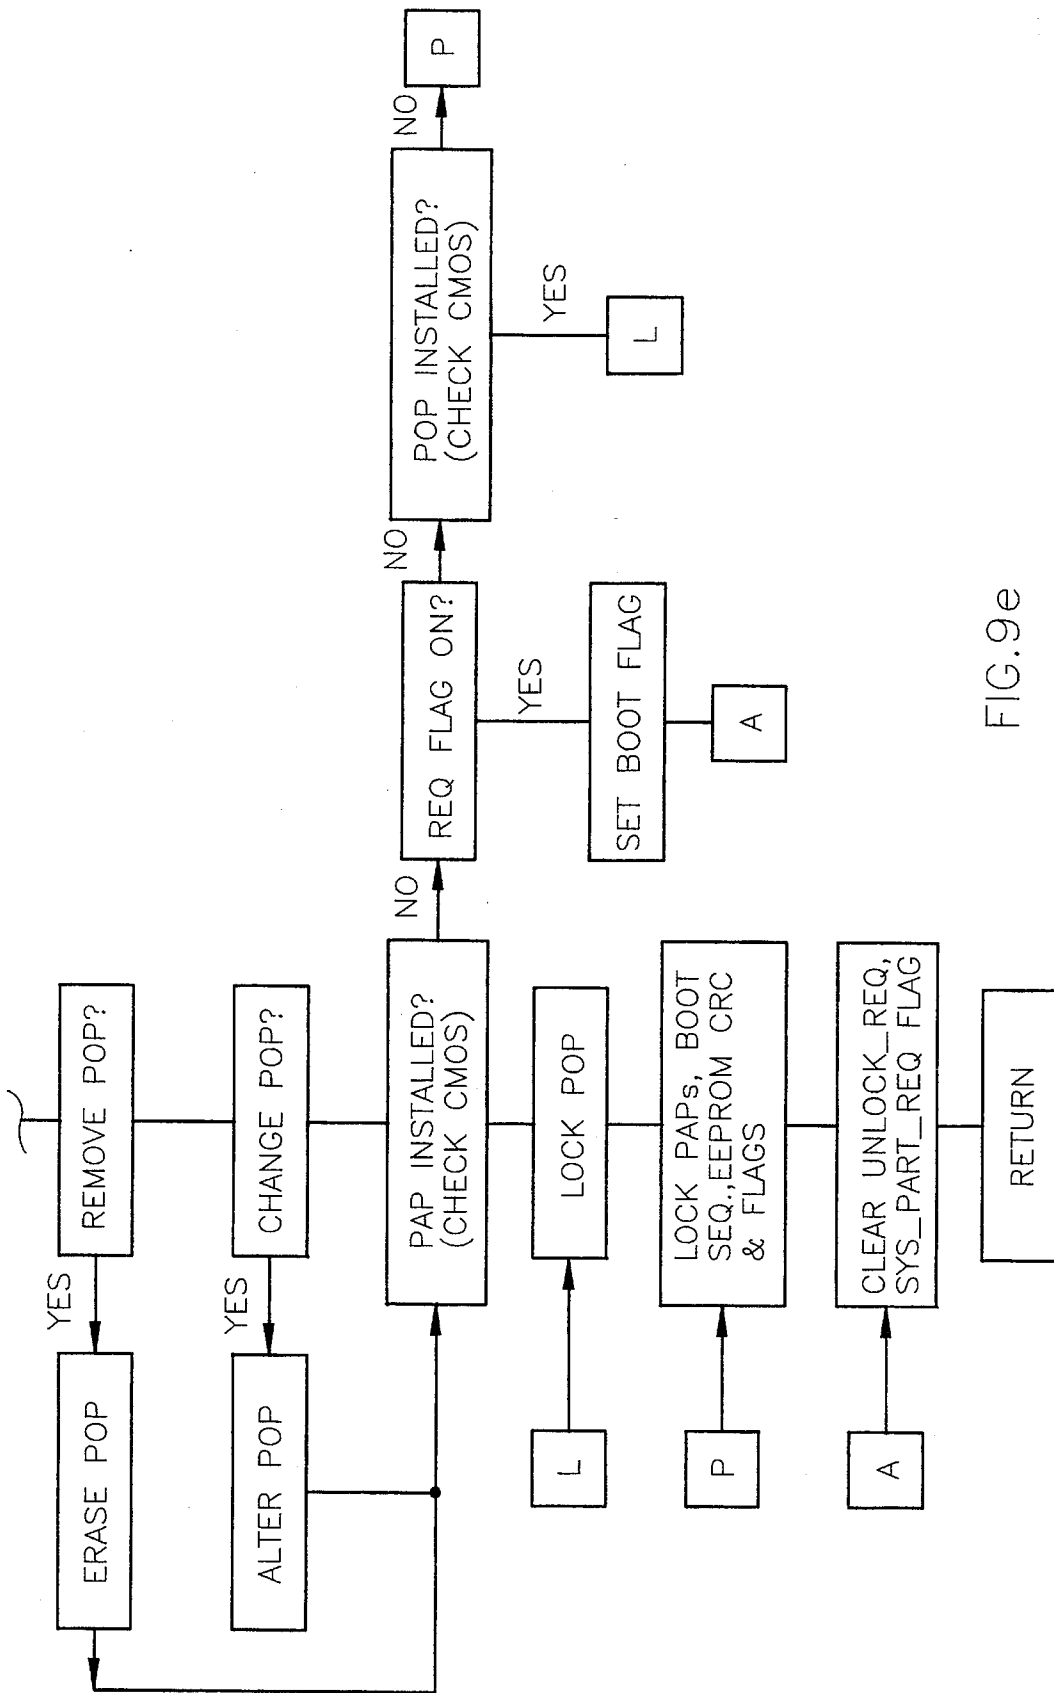 REMOVE POP?
YES
ERASE POP
CHANGE POP?
YES
ALTER POP
PAP INSTALLED?
(CHECK CMOS)
NO
REQ FLAG ON?
NO
POP INSTALLED?
(CHECK CMOS)
NO
P
YES
SET BOOT FLAG
A
YES
L
L
LOCK POP
P
LOCK PAPs, BOOT
SEQ.,EEPROM CRC
& FLAGS
A
CLEAR UNLOCK_REQ,
SYS_PART_REQ FLAG
RETURN
FIG.9e